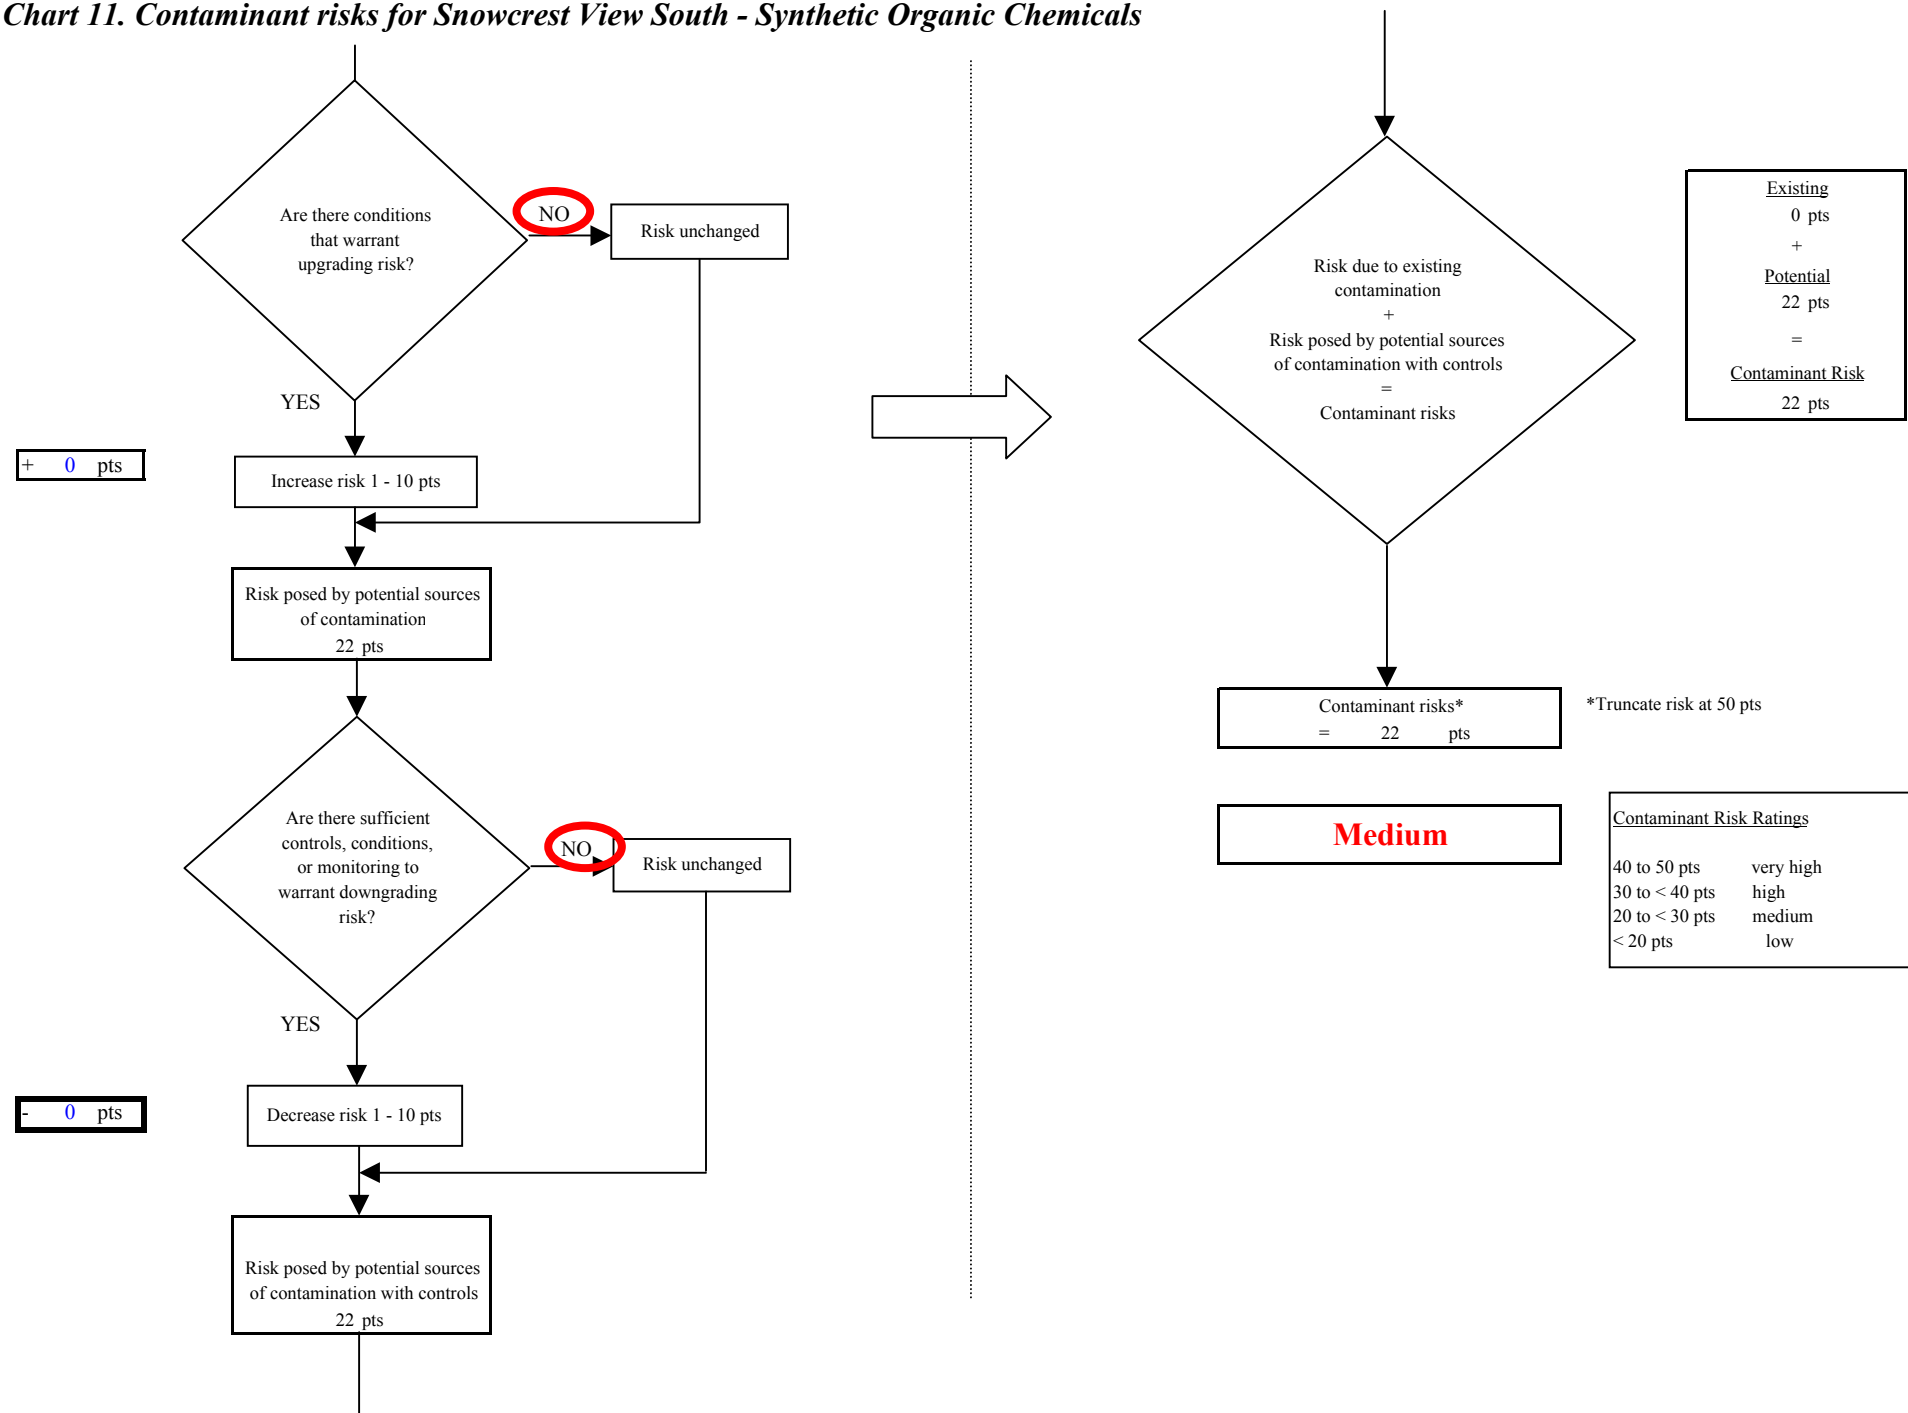 Chart 11. Contaminant risks for Snowcrest View South - Synthetic Organic Chemicals
Are there conditions
that warrant
upgrading risk?
NO
Risk unchanged
YES
+ 0 pts
Increase risk 1 - 10 pts
Risk posed by potential sources
of contamination
22 pts
Are there sufficient
controls, conditions,
or monitoring to
warrant downgrading
risk?
NO
Risk unchanged
YES
- 0 pts
Decrease risk 1 - 10 pts
Risk posed by potential sources
of contamination with controls
22 pts
Risk due to existing
contamination
+
Risk posed by potential sources
of contamination with controls
=
Contaminant risks
Existing
0 pts
+
Potential
22 pts
=
Contaminant Risk
22 pts
Contaminant risks*
= 22 pts
*Truncate risk at 50 pts
Medium
Contaminant Risk Ratings
40 to 50 pts very high
30 to < 40 pts high
20 to < 30 pts medium
< 20 pts low